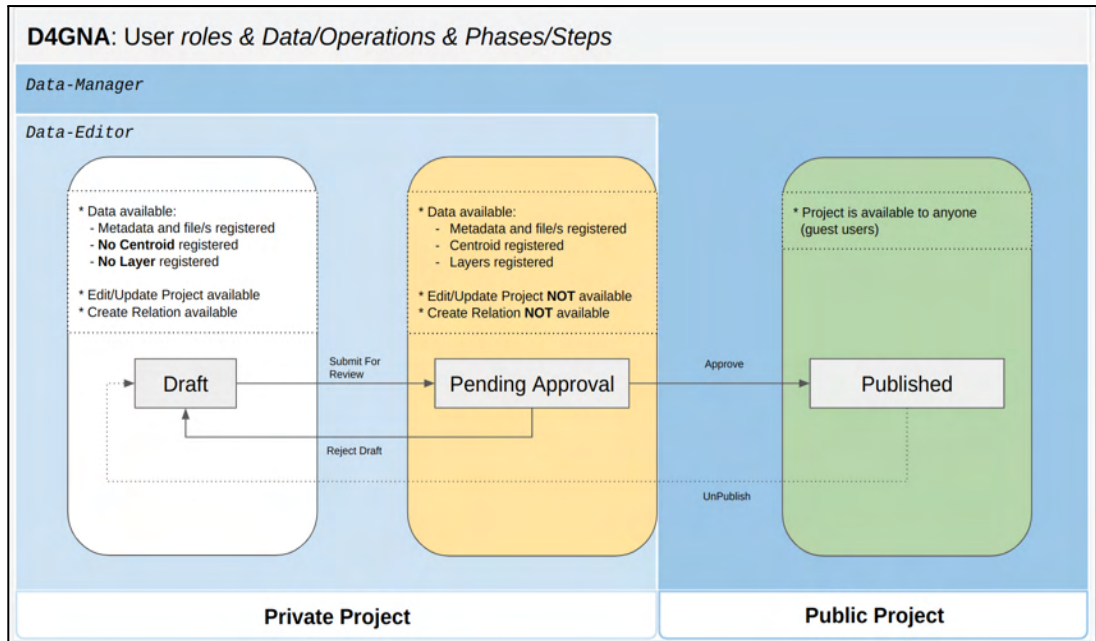 D4GNA: User roles & Data/Operations & Phases/Steps
Data-Manager
Data-Editor
* Data available:
- Metadata and file/s registered
- No Centroid registered
- No Layer registered
* Edit/Update Project available
* Create Relation available
* Data available:
- Metadata and file/s registered
- Centroid registered
- Layers registered
* Edit/Update Project NOT available
* Create Relation NOT available
* Project is available to anyone
(guest users)
Draft
Submit For
Review
Pending Approval
Approve
Published
Reject Draft
UnPublish
Private Project
Public Project